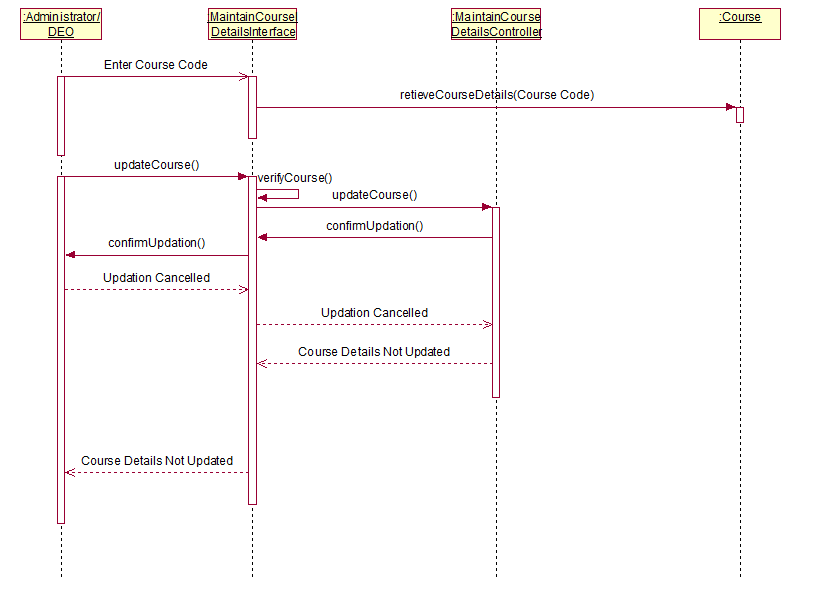 :Administrator/
DEO
:MaintainCourse
DetailsInterface
:MaintainCourse
DetailsController
:Course
Enter Course Code
retieveCourseDetails(Course Code)
updateCourse()
verifyCourse()
updateCourse()
confirmUpdation()
confirmUpdation()
Updation Cancelled
Updation Cancelled
Course Details Not Updated
Course Details Not Updated